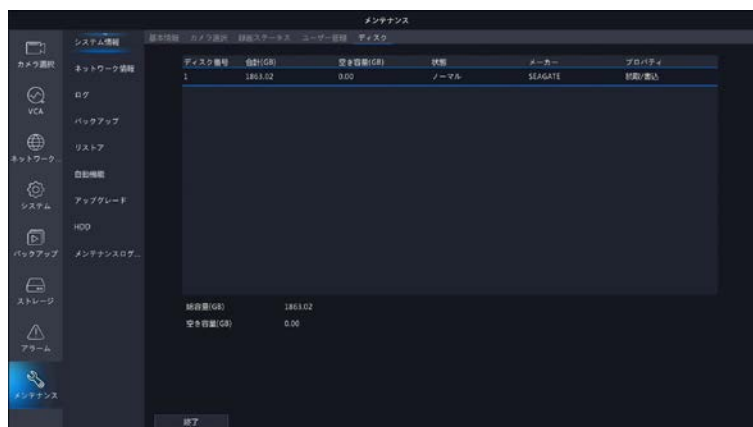 メンテナンス
カメラ選択
VCA
ネットワーク...
システム
バックアップ
ストレージ
アラーム
メンテナンス
システム情報
ネットワーク情報
ログ
バックアップ
リストア
自動機能
アップグレード
HDD
メンテナンスログ...
基本情報 カメラ選択 録画ステータス ユーザー登録 ディスク
ディスク番号 合計(GB) 空き容量(GB) 状態 メーカー プロパティ
1 1863.02 0.00 ノーマル SEAGATE 読取/書込
総容量(GB) 1863.02
空き容量(GB) 0.00
終了